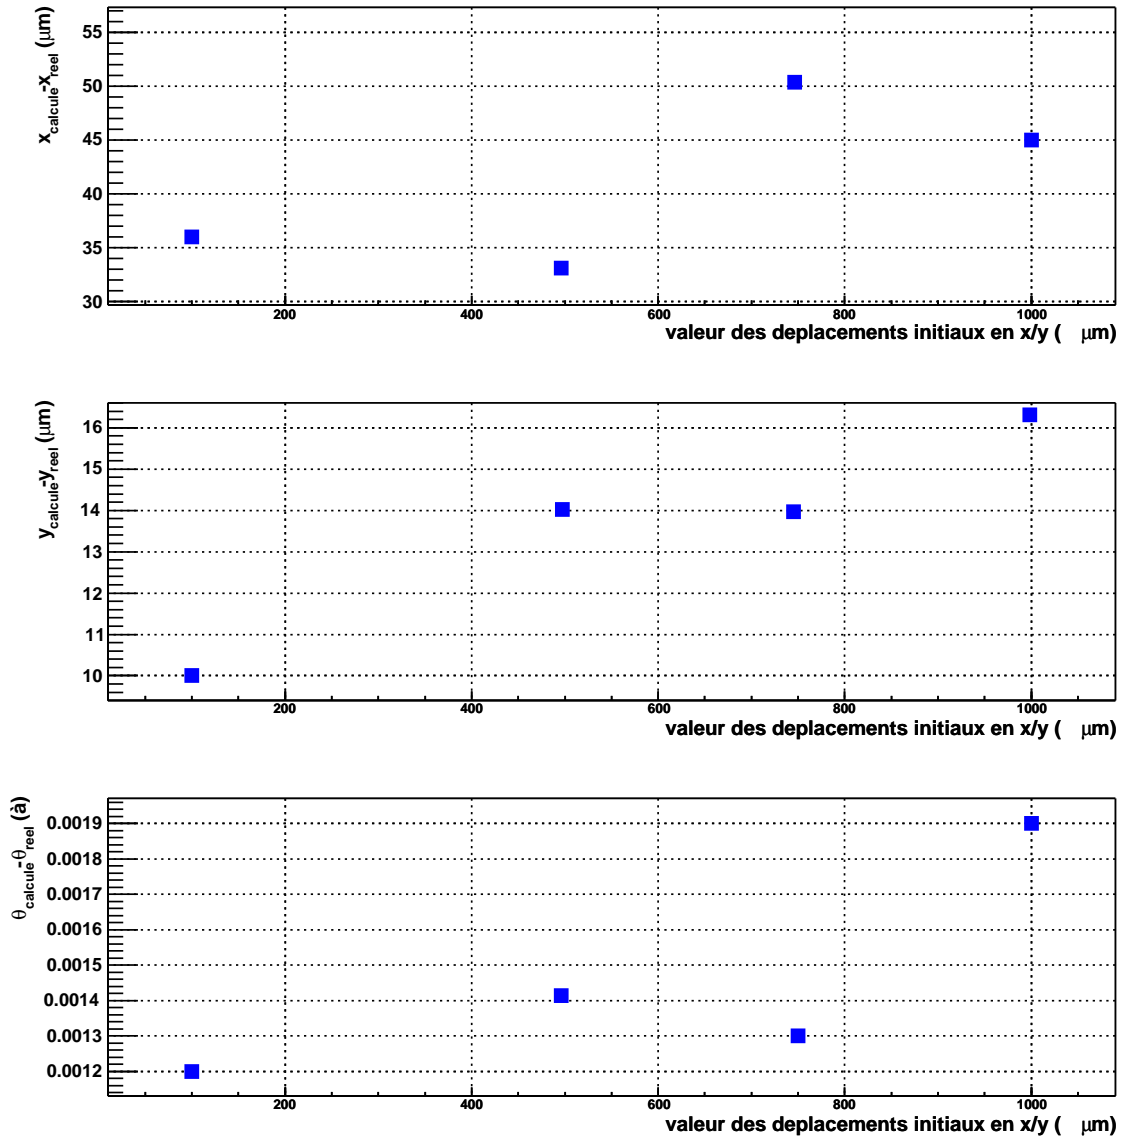 x_calcule-x_reel (μm)
55
50
45
40
35
30
200 400 600 800 1000
valeur des deplacements initiaux en x/y ( μm)
y_calcule-y_reel (μm)
16
15
14
13
12
11
10
200 400 600 800 1000
valeur des deplacements initiaux en x/y ( μm)
θ_calcule-θ_reel (à)
0.0019
0.0018
0.0017
0.0016
0.0015
0.0014
0.0013
0.0012
200 400 600 800 1000
valeur des deplacements initiaux en x/y ( μm)